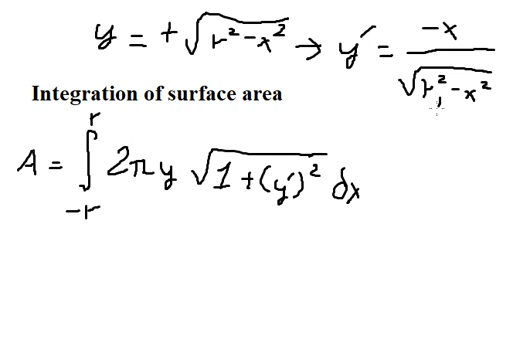 y = +√(r² - x²) → y′ = -x / √(r² - x²)
Integration of surface area
A = ∫_{-r}^{r} 2πy √(1 + (y′)²) dx